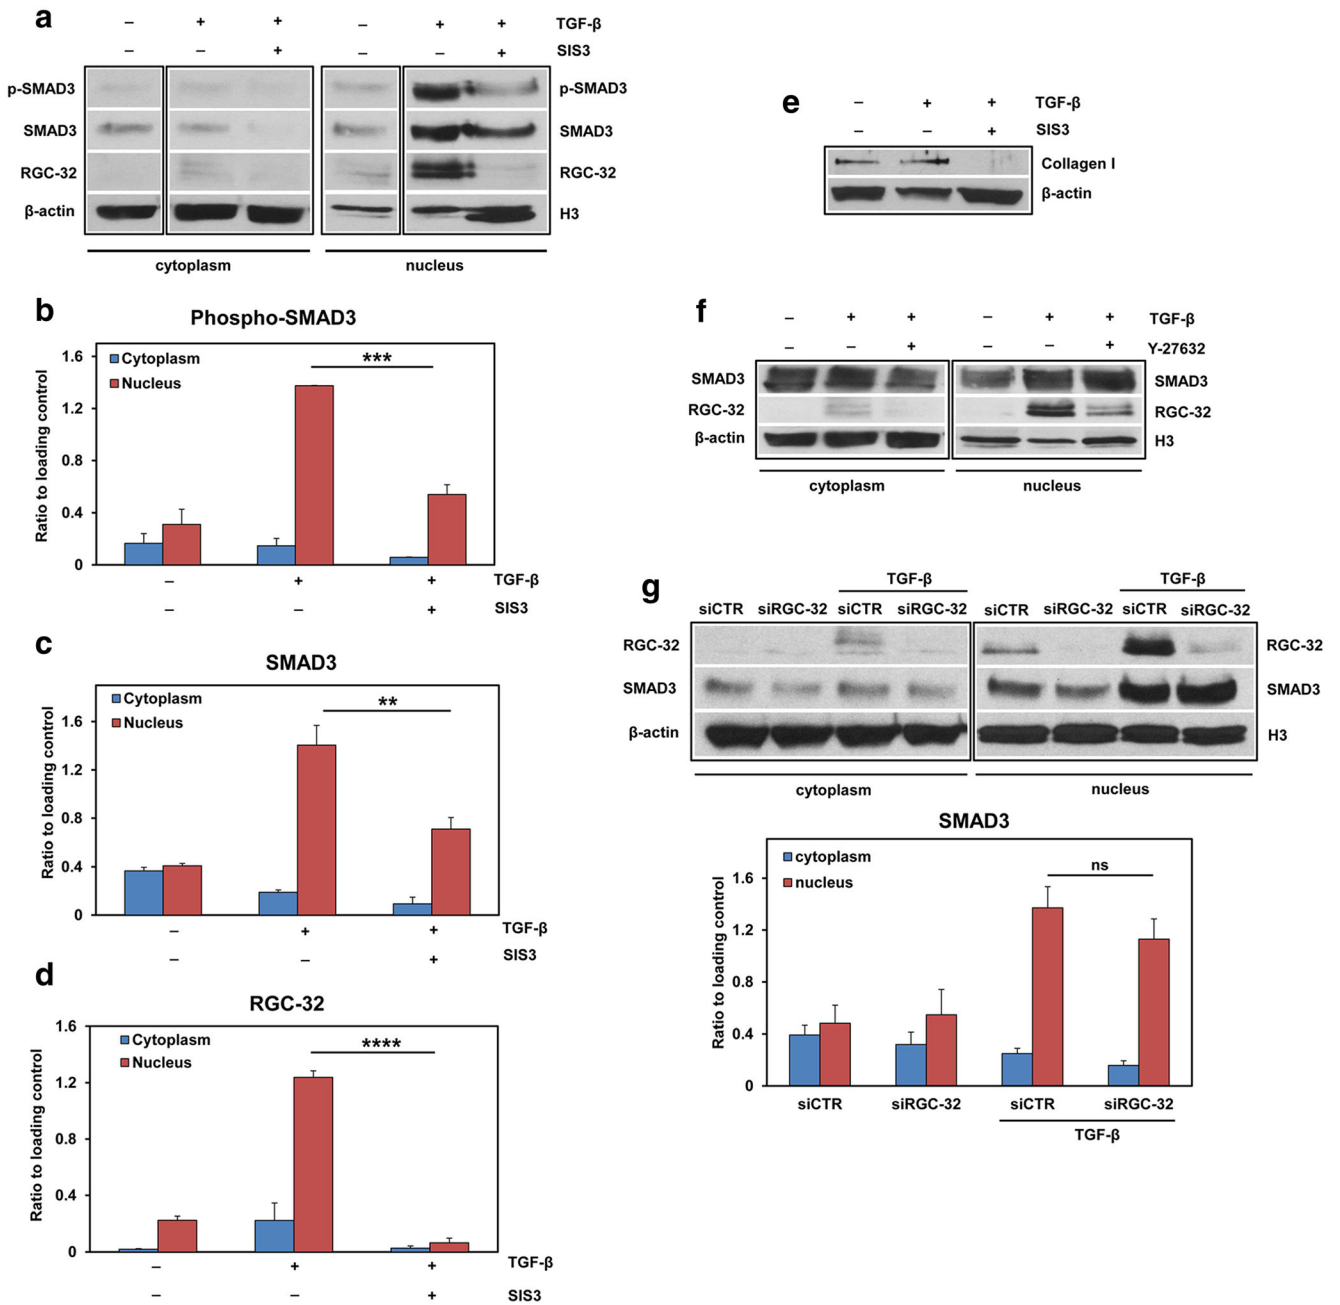 a
– + + – + + TGF-β
– – + – – + SIS3
p-SMAD3 p-SMAD3
SMAD3 SMAD3
RGC-32 RGC-32
β-actin H3
cytoplasm nucleus
b
Phospho-SMAD3
Cytoplasm
Nucleus
***
Ratio to loading control
1.6
1.2
0.8
0.4
0
– + + TGF-β
– – + SIS3
c
SMAD3
Cytoplasm
Nucleus
**
Ratio to loading control
1.6
1.2
0.8
0.4
0
– + + TGF-β
– – + SIS3
d
RGC-32
Cytoplasm
Nucleus
****
Ratio to loading control
1.6
1.2
0.8
0.4
0
– + + TGF-β
– – + SIS3
e
– + + TGF-β
– – + SIS3
Collagen I
β-actin
f
– + + – + + TGF-β
– – + – – + Y-27632
SMAD3 SMAD3
RGC-32 RGC-32
β-actin H3
cytoplasm nucleus
g
TGF-β TGF-β
siCTR siRGC-32 siCTR siRGC-32 siCTR siRGC-32 siCTR siRGC-32
RGC-32 RGC-32
SMAD3 SMAD3
β-actin H3
cytoplasm nucleus
SMAD3
cytoplasm
nucleus
ns
Ratio to loading control
1.6
1.2
0.8
0.4
0
siCTR siRGC-32 siCTR siRGC-32
TGF-β